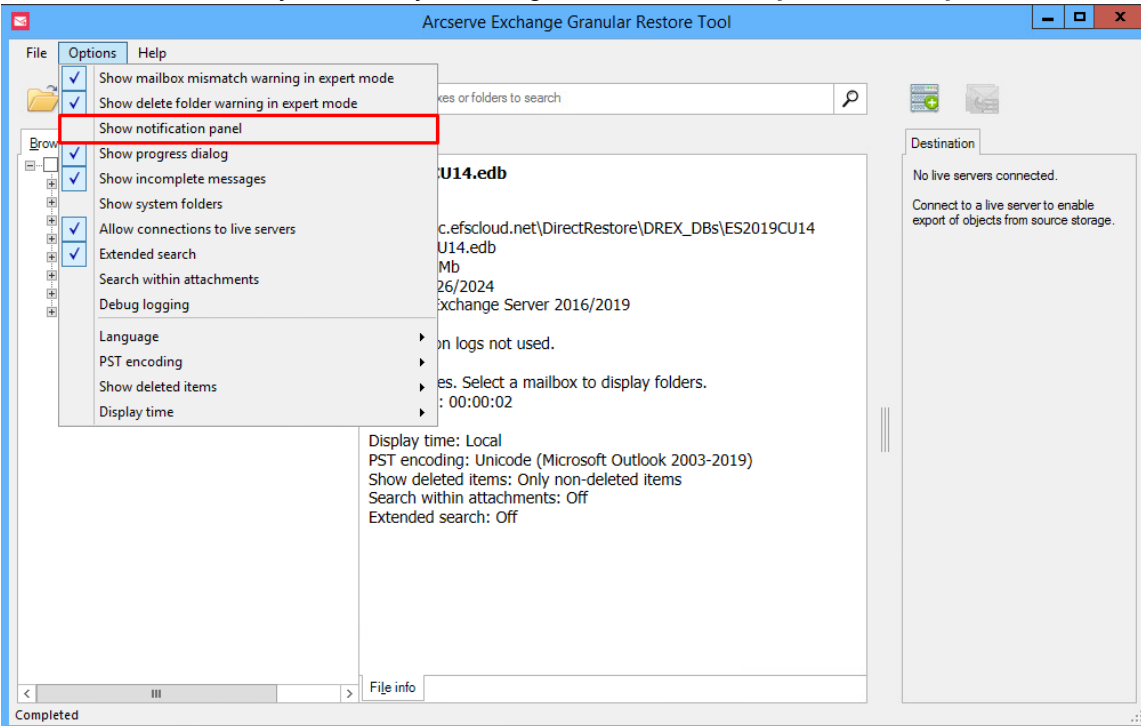 Arcserve Exchange Granular Restore Tool
File Options Help
Show mailbox mismatch warning in expert mode
Show delete folder warning in expert mode
Show notification panel
Show progress dialog
Show incomplete messages
Show system folders
Allow connections to live servers
Extended search
Search within attachments
Debug logging
Language
PST encoding
Show deleted items
Display time
xes or folders to search
Brow
U14.edb
c.efscloud.net\DirectRestore\DREX_DBs\ES2019CU14
U14.edb
Mb
26/2024
Exchange Server 2016/2019
on logs not used.
es. Select a mailbox to display folders.
: 00:00:02
Display time: Local
PST encoding: Unicode (Microsoft Outlook 2003-2019)
Show deleted items: Only non-deleted items
Search within attachments: Off
Extended search: Off
File info
Destination
No live servers connected.
Connect to a live server to enable
export of objects from source storage.
Completed